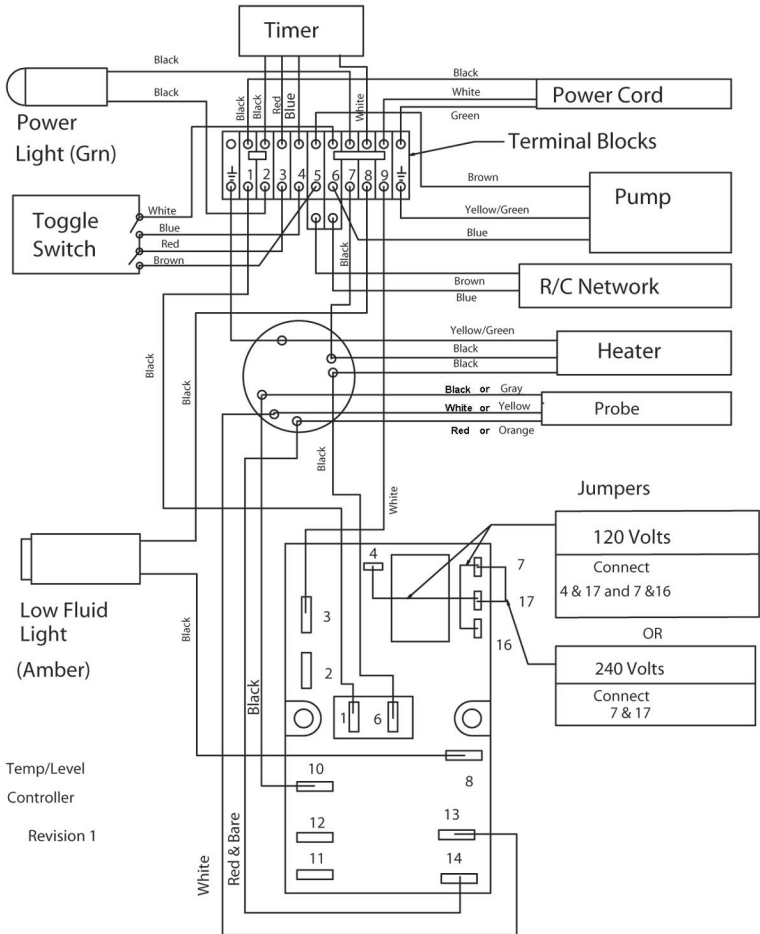 Timer
Black
Black
Power
Light (Grn)
Black
Black
Red
Blue
White
Black
White
Green
Power Cord
Terminal Blocks
1 2 3 4 5 6 7 8 9
Toggle
Switch
White
Blue
Red
Brown
Brown
Yellow/Green
Blue
Pump
Black
Brown
Blue
R/C Network
Yellow/Green
Black
Black
Heater
Black or Gray
White or Yellow
Red or Orange
Probe
Black
Black
Black
White
Low Fluid
Light
(Amber)
Black
Black
Jumpers
120 Volts
Connect
4 & 17 and 7 &16
OR
240 Volts
Connect
7 & 17
4
7
17
16
3
2
1
6
8
10
12
11
13
14
Temp/Level
Controller
Revision 1
White
Red & Bare